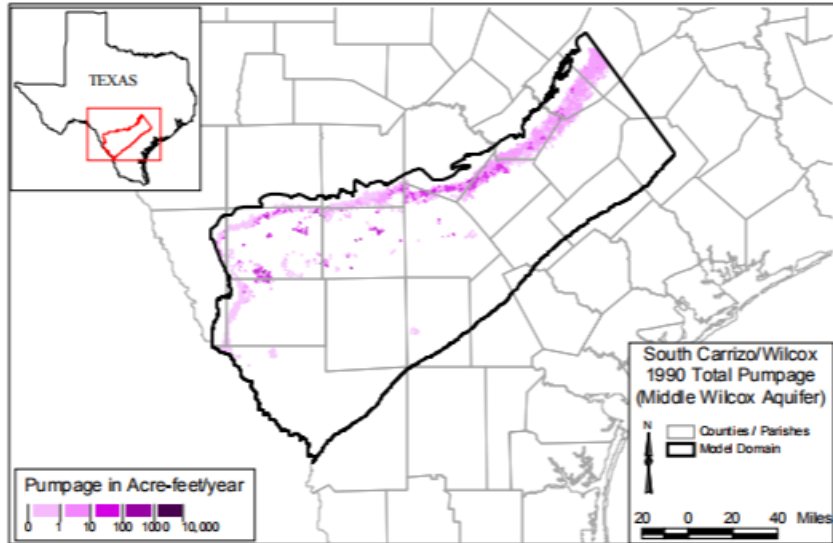 TEXAS
South Carrizo/Wilcox
1990 Total Pumpage
(Middle Wilcox Aquifer)
N
Counties / Parishes
Model Domain
20 0 20 40 Miles
Pumpage in Acre-feet/year
0 1 10 100 1000 10,000